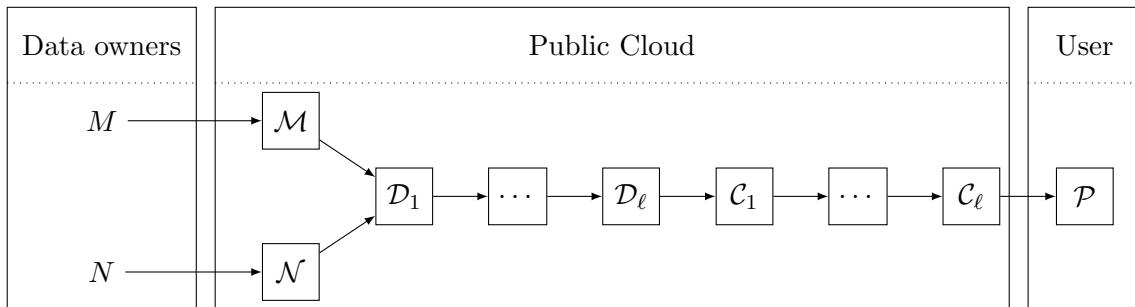 Data owners
Public Cloud
User
M
ℳ
𝒟₁
⋯
𝒟_ℓ
𝒞₁
⋯
𝒞_ℓ
𝒫
N
𝒩